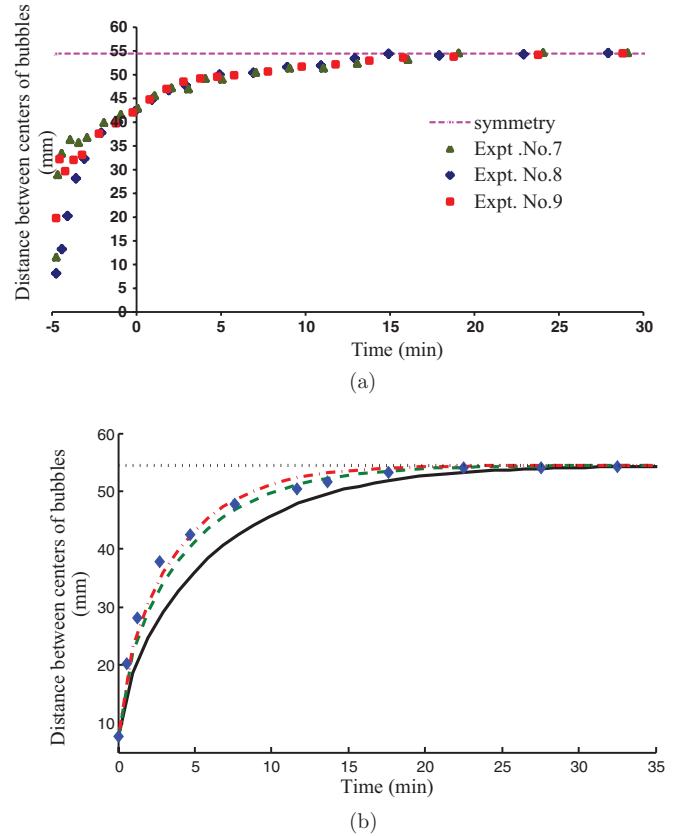 60
55
50
45
40
35
30
25
20
15
10
5
0
-5 0 5 10 15 20 25 30
Distance between centers of bubbles
(mm)
symmetry
Expt .No.7
Expt. No.8
Expt. No.9
Time (min)
(a)
60
50
40
30
20
10
0 5 10 15 20 25 30 35
Distance between centers of bubbles
(mm)
Time (min)
(b)